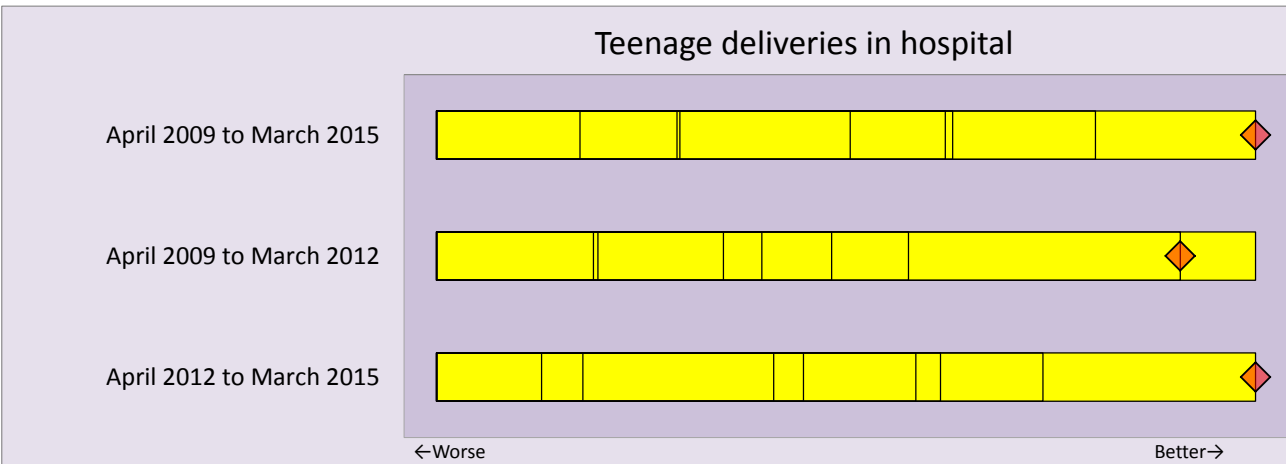 Teenage deliveries in hospital
April 2009 to March 2015
April 2009 to March 2012
April 2012 to March 2015
←Worse
Better→